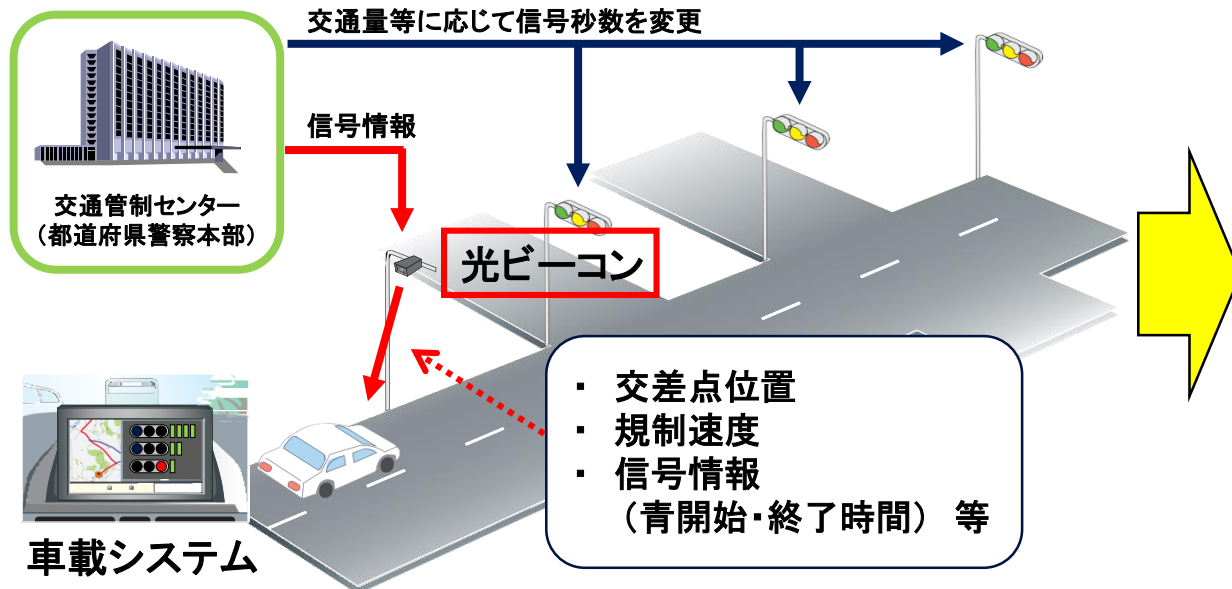 交通量等に応じて信号秒数を変更
信号情報
交通管制センター
（都道府県警察本部）
光ビーコン
・ 交差点位置
・ 規制速度
・ 信号情報
（青開始・終了時間） 等
車載システム